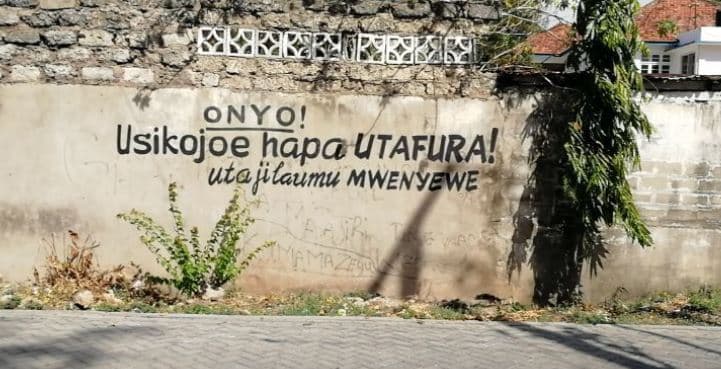 ONYO!
Usikojoe hapa UTAFURA!
utajilaumu MWENYEWE